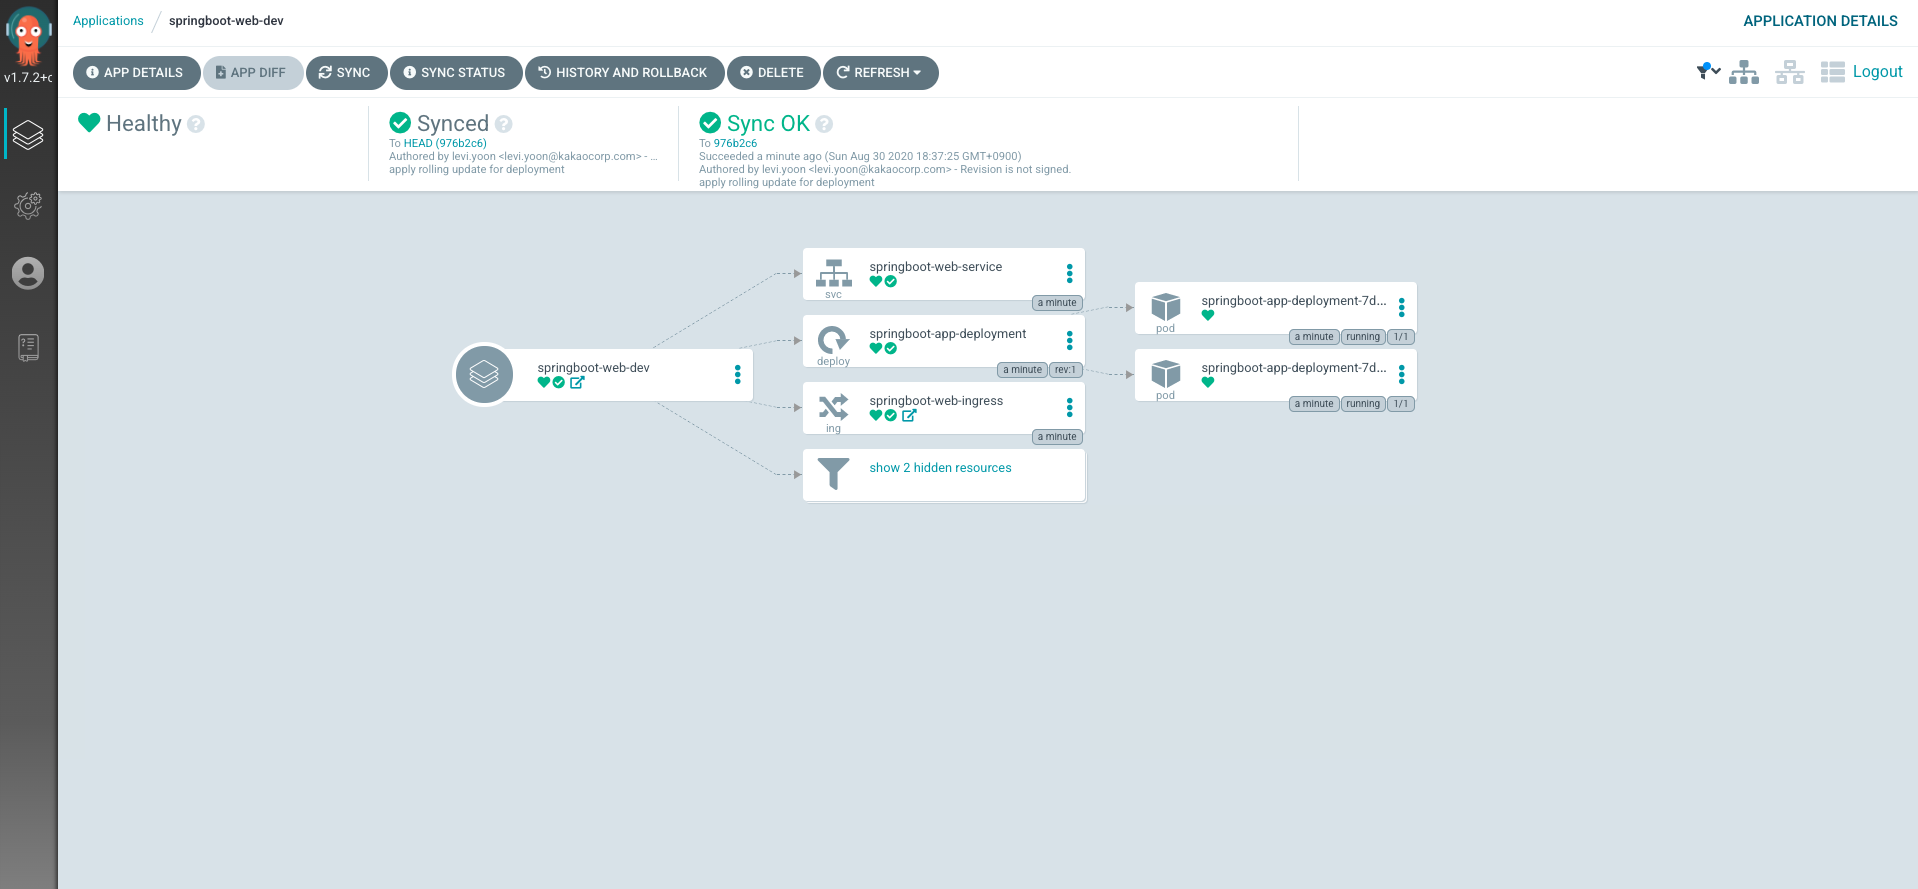 Applications / springboot-web-dev
APPLICATION DETAILS
v1.7.2+c
APP DETAILS
APP DIFF
SYNC
SYNC STATUS
HISTORY AND ROLLBACK
DELETE
REFRESH
Logout
Healthy ?
Synced ?
To HEAD (976b2c6)
Authored by levi.yoon <levi.yoon@kakaocorp.com> - ...
apply rolling update for deployment
Sync OK ?
To 976b2c6
Succeeded a minute ago (Sun Aug 30 2020 18:37:25 GMT+0900)
Authored by levi.yoon <levi.yoon@kakaocorp.com> - Revision is not signed.
apply rolling update for deployment
springboot-web-dev
springboot-web-service
svc
a minute
springboot-app-deployment
deploy
a minute rev:1
springboot-web-ingress
ing
a minute
show 2 hidden resources
springboot-app-deployment-7d...
pod
a minute running 1/1
springboot-app-deployment-7d...
pod
a minute running 1/1